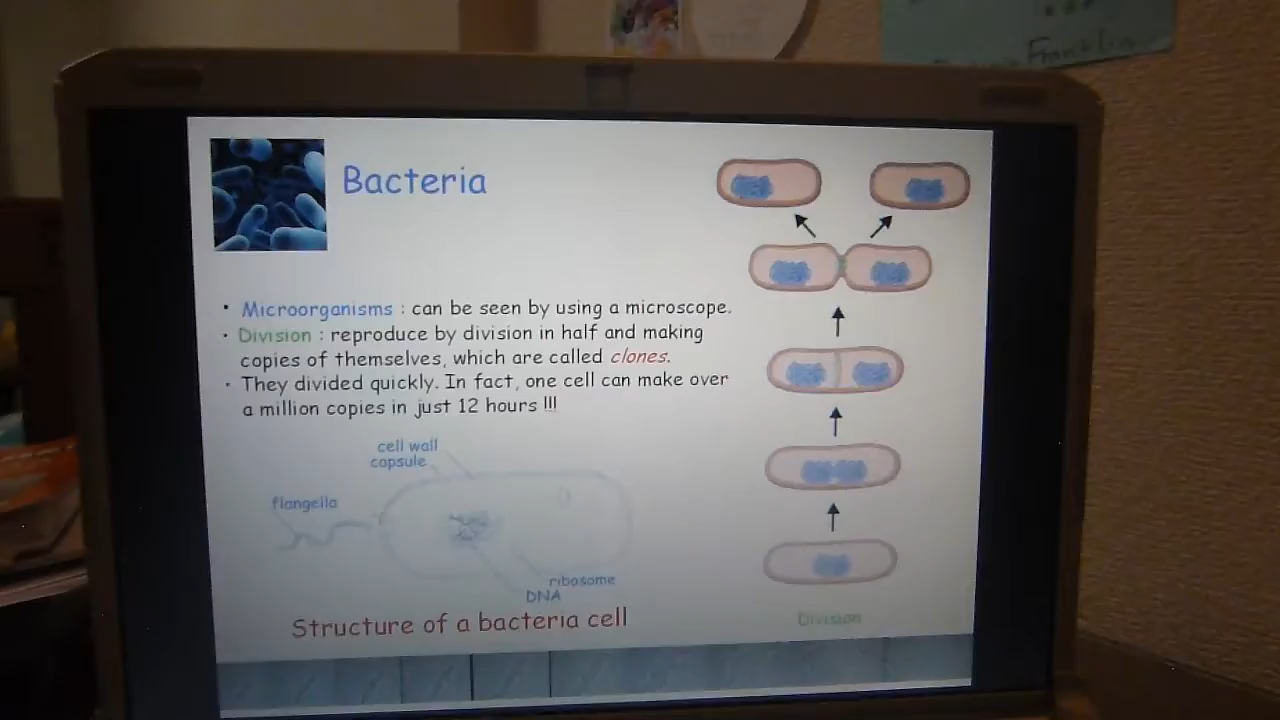 Franklin
Bacteria
• Microorganisms : can be seen by using a microscope.
• Division : reproduce by division in half and making
copies of themselves, which are called clones.
• They divided quickly. In fact, one cell can make over
a million copies in just 12 hours !!!
cell wall
capsule
flangella
ribosome
DNA
Structure of a bacteria cell
Division